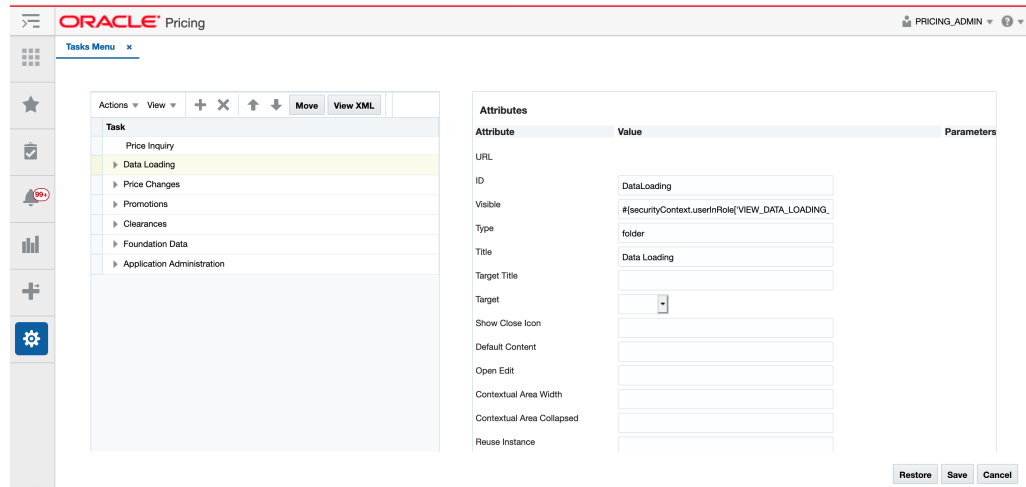 ORACLE Pricing
PRICING_ADMIN
Tasks Menu x
Actions View Move View XML
Task
Price Inquiry
Data Loading
Price Changes
Promotions
Clearances
Foundation Data
Application Administration
99+
Attributes
Attribute Value Parameters
URL
ID DataLoading
Visible #{securityContext.userInRole['VIEW_DATA_LOADING_
Type folder
Title Data Loading
Target Title
Target
Show Close Icon
Default Content
Open Edit
Contextual Area Width
Contextual Area Collapsed
Reuse Instance
Restore Save Cancel